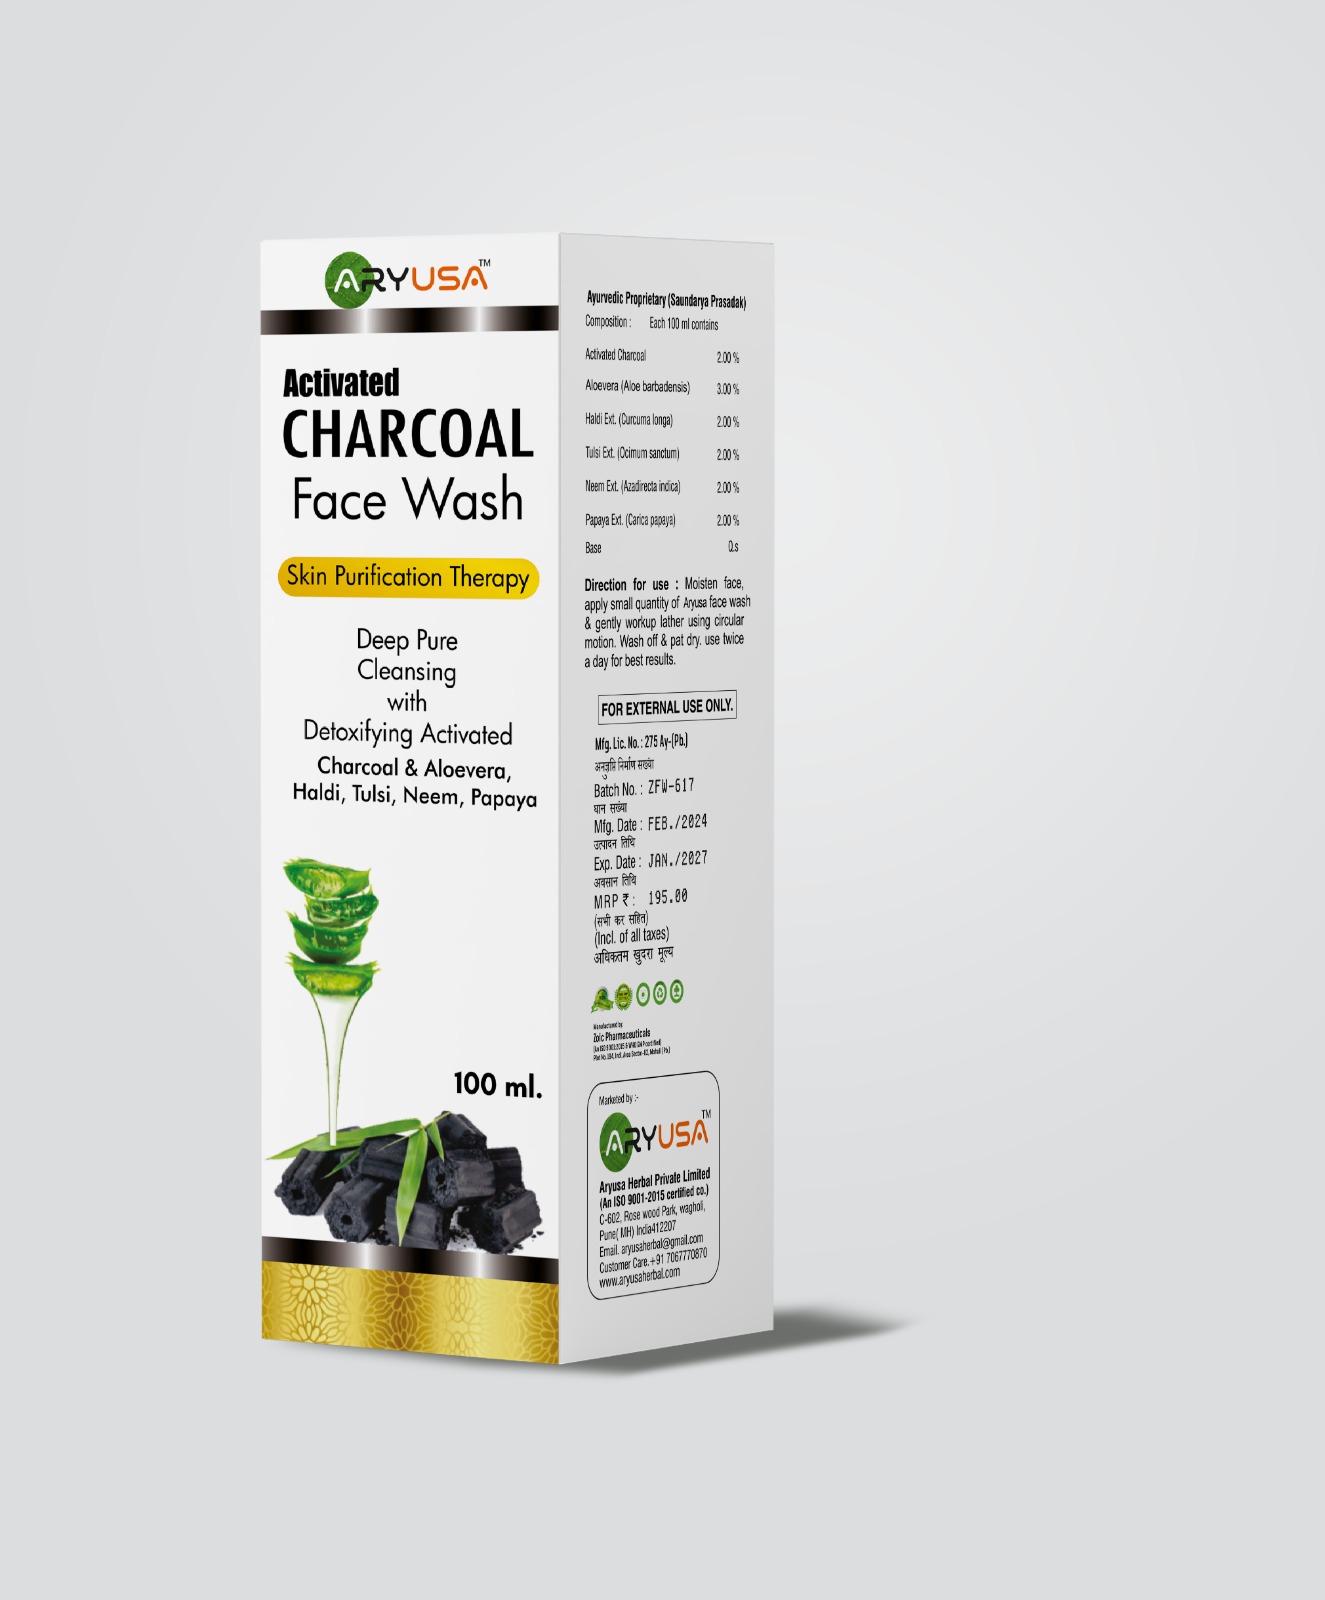 ARYUSA™
Activated
CHARCOAL
Face Wash
Skin Purification Therapy
Deep Pure
Cleansing
with
Detoxifying Activated
Charcoal & Aloevera,
Haldi, Tulsi, Neem, Papaya
100 ml.
Ayurvedic Proprietary (Saundarya Prasadak)
Composition : Each 100 ml contains
Activated Charcoal 2.00 %
Aloevera (Aloe barbadensis) 3.00 %
Haldi Ext. (Curcuma longa) 2.00 %
Tulsi Ext. (Ocimum sanctum) 2.00 %
Neem Ext. (Azadirecta indica) 2.00 %
Papaya Ext. (Carica papaya) 2.00 %
Base Q.s
Direction for use : Moisten face,
apply small quantity of Aryusa face wash
& gently workup lather using circular
motion. Wash off & pat dry. use twice
a day for best results.
FOR EXTERNAL USE ONLY.
Mfg. Lic. No. : 275 Ay-(Pb.)
अनुज्ञप्ति निर्माण सख्या
Batch No. : ZFW-617
घान संख्या
Mfg. Date : FEB./2024
उत्पादन तिथि
Exp. Date : JAN./2027
अवसान तिथि
MRP ₹ : 195.00
(सभी कर सहित)
(Incl. of all taxes)
अधिकतम खुदरा मूल्य
Manufactured by
Zoic Pharmaceuticals
Marketed by :-
ARYUSA™
Aryusa Herbal Private Limited
(An ISO 9001-2015 certified co.)
C-602, Rose wood Park, wagholi,
Pune( MH) India412207
Email. aryusaherbal@gmail.com
Customer Care.+91 7067770870
www.aryusaherbal.com